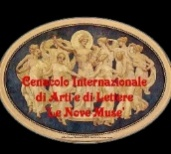 Cenacolo Internazionale
di Arti e di Lettere
"Le Nove Muse"